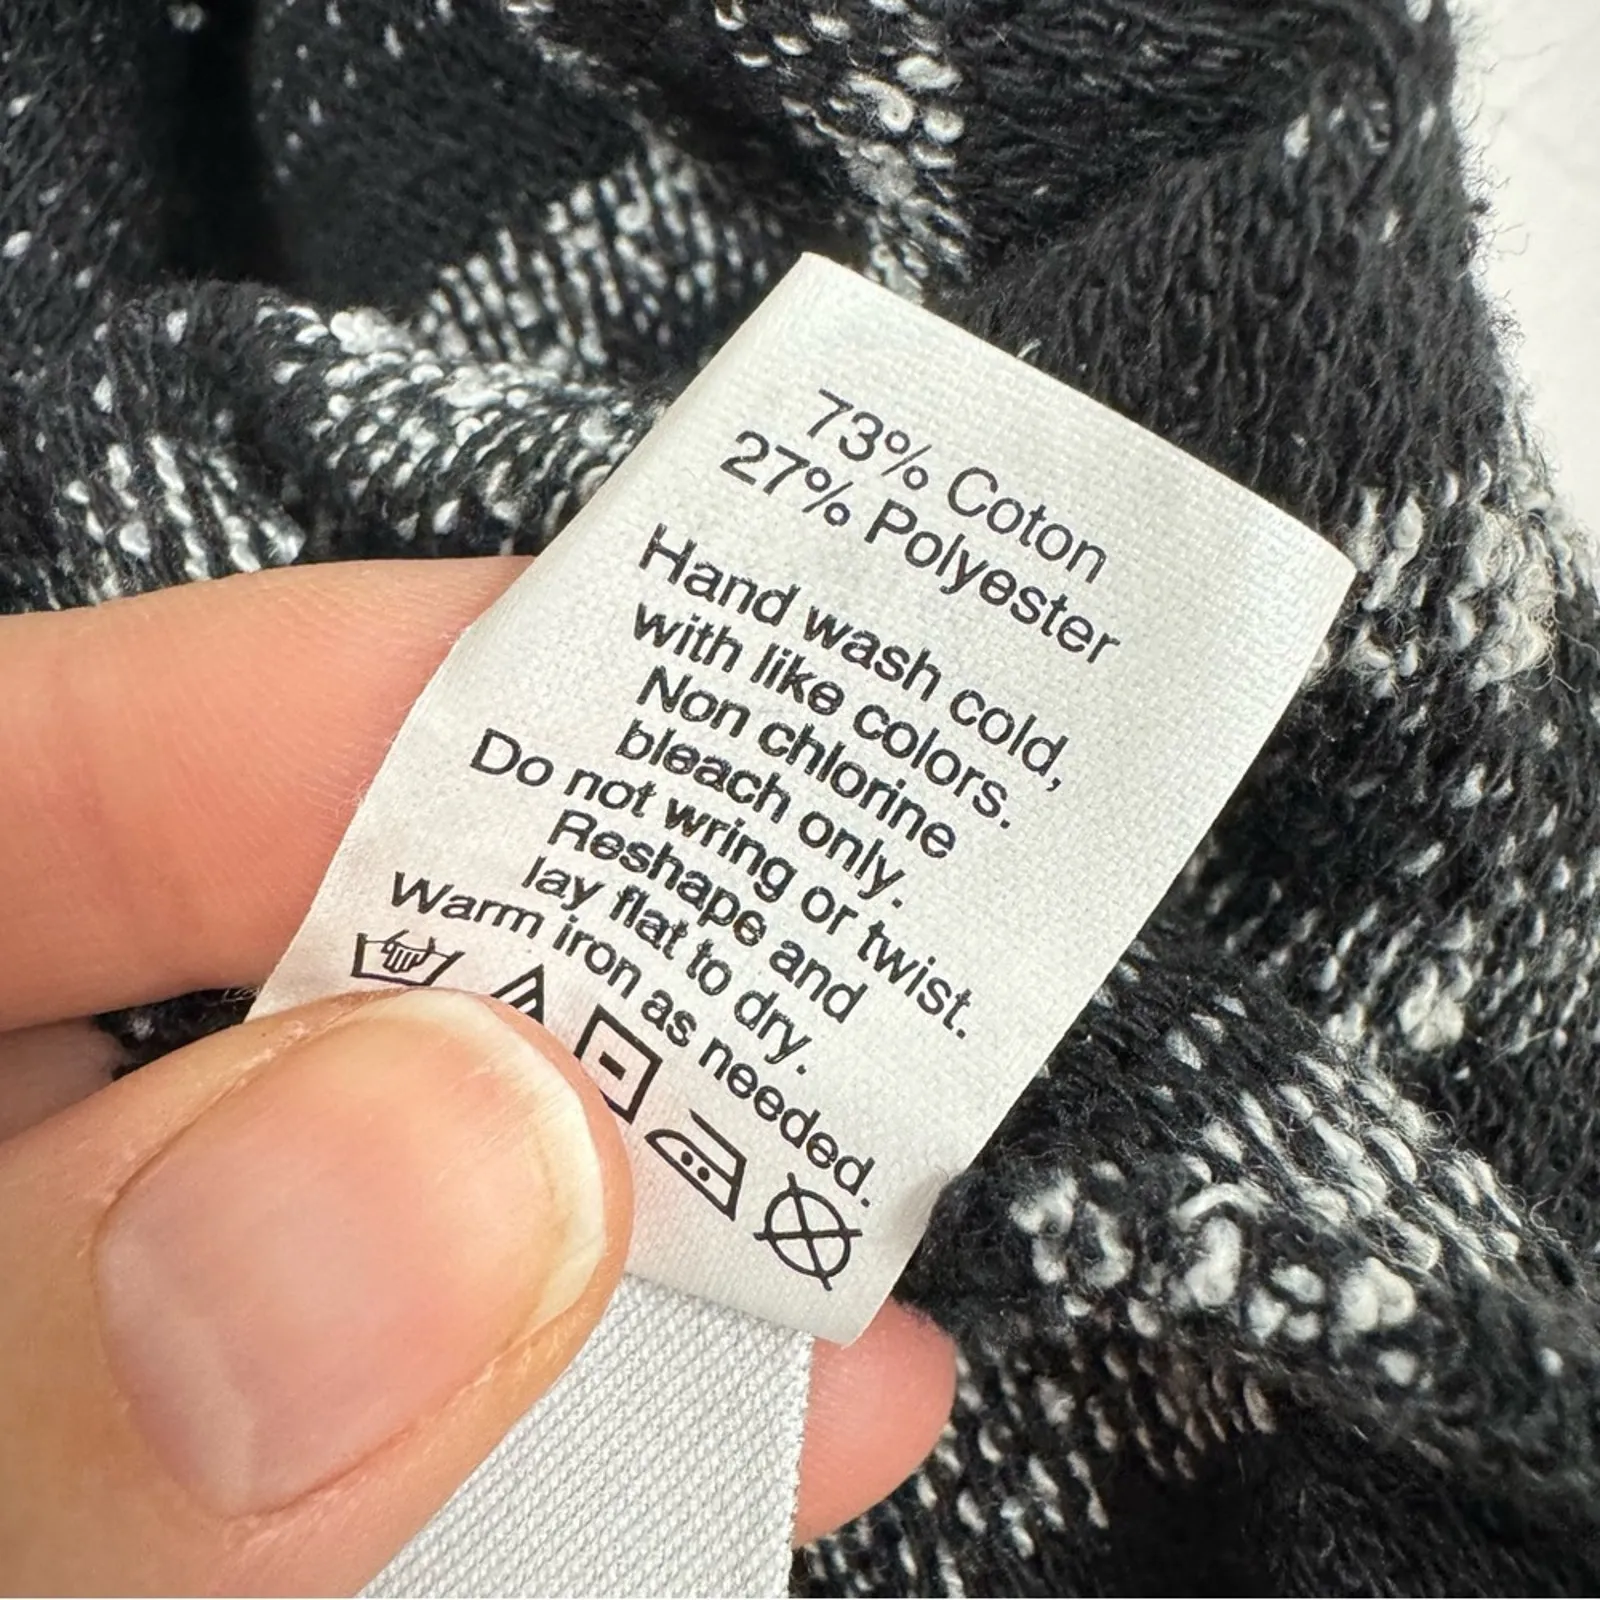 73% Coton
27% Polyester
Hand wash cold,
with like colors.
Non chlorine
bleach only.
Do not wring or twist.
Reshape and
lay flat to dry.
Warm iron as needed.